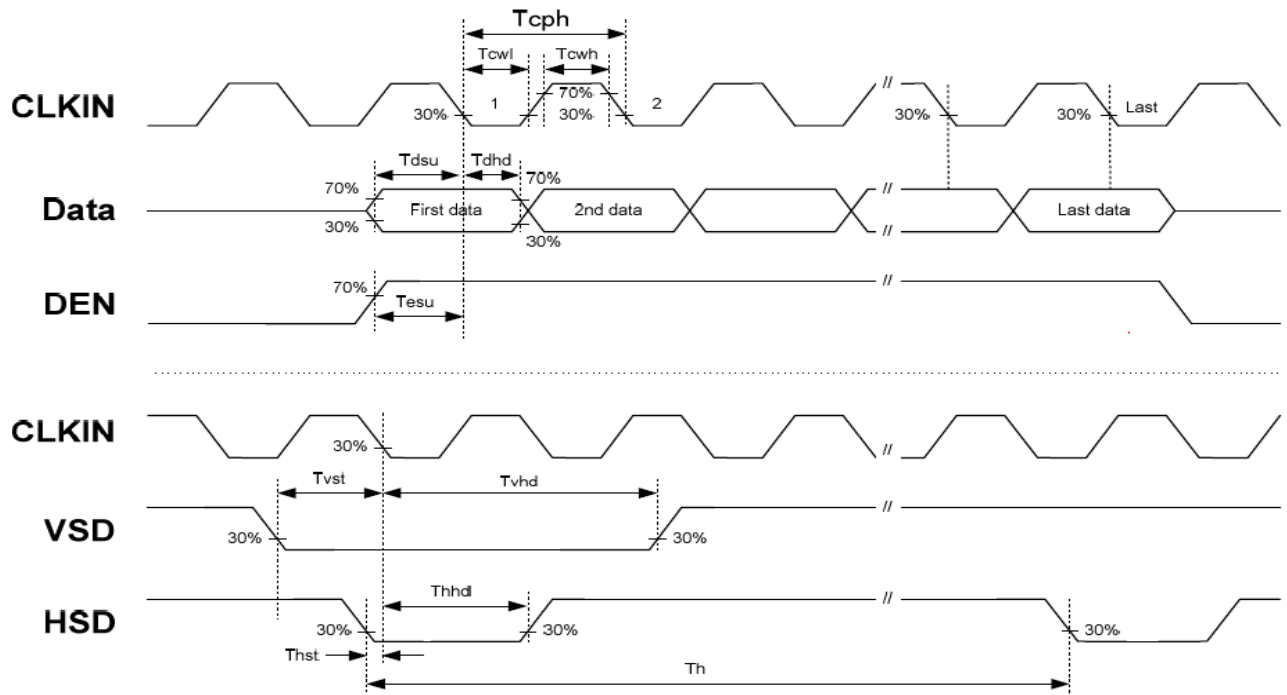 Tcph
Tcwl Tcwh
CLKIN 30% 1 70% 30% 2 // 30% 30% Last
Tdsu Tdhd
70% 70%
Data First data 2nd data // Last data
30% 30% //
DEN 70% //
Tesu
CLKIN 30% //
Tvst Tvhd
VSD 30% 30% //
Thhd
HSD 30% 30% // 30%
Thst
Th